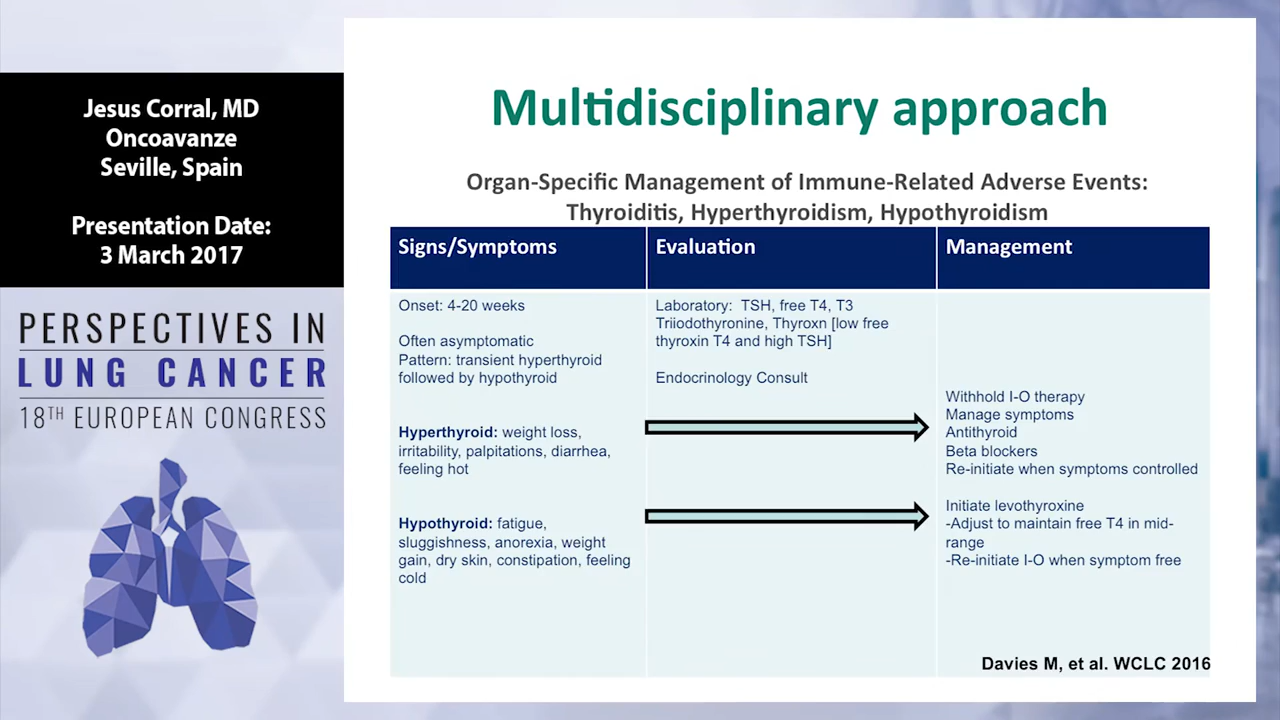 Jesus Corral, MD
Oncoavanze
Seville, Spain
Presentation Date:
3 March 2017
PERSPECTIVES IN
LUNG CANCER
18TH EUROPEAN CONGRESS
Multidisciplinary approach
Organ-Specific Management of Immune-Related Adverse Events:
Thyroiditis, Hyperthyroidism, Hypothyroidism
Signs/Symptoms
Onset: 4-20 weeks
Often asymptomatic
Pattern: transient hyperthyroid
followed by hypothyroid
Hyperthyroid: weight loss,
irritability, palpitations, diarrhea,
feeling hot
Hypothyroid: fatigue,
sluggishness, anorexia, weight
gain, dry skin, constipation, feeling
cold
Evaluation
Laboratory: TSH, free T4, T3
Triiodothyronine, Thyroxn [low free
thyroxin T4 and high TSH]
Endocrinology Consult
Management
Withhold I-O therapy
Manage symptoms
Antithyroid
Beta blockers
Re-initiate when symptoms controlled
Initiate levothyroxine
-Adjust to maintain free T4 in mid-
range
-Re-initiate I-O when symptom free
Davies M, et al. WCLC 2016